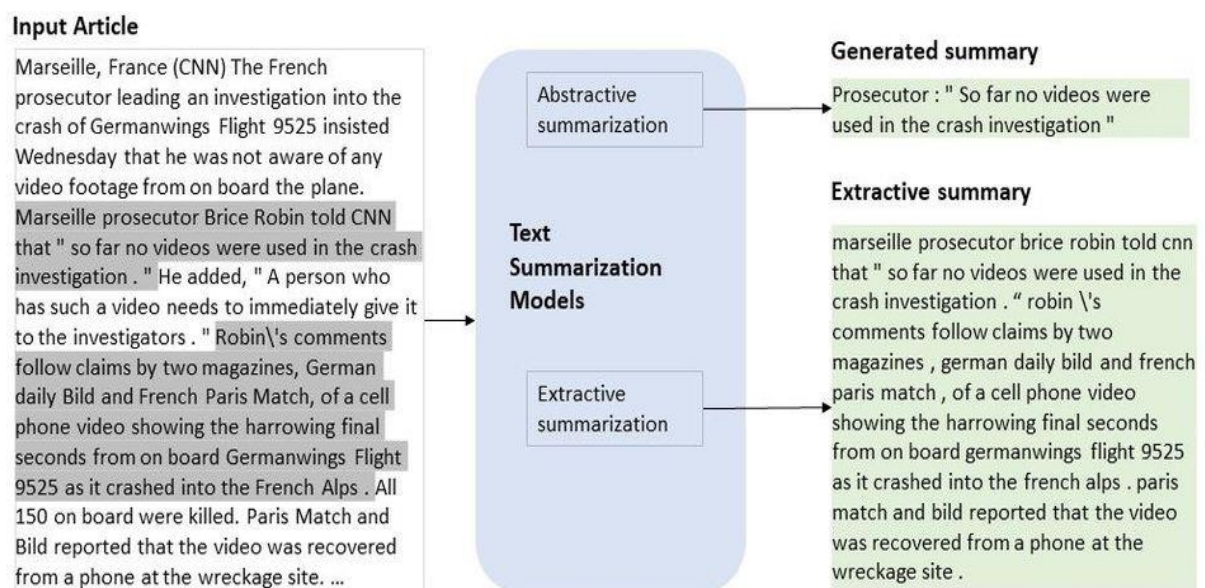 Input Article
Marseille, France (CNN) The French
prosecutor leading an investigation into the
crash of Germanwings Flight 9525 insisted
Wednesday that he was not aware of any
video footage from on board the plane.
Marseille prosecutor Brice Robin told CNN
that " so far no videos were used in the crash
investigation . " He added, " A person who
has such a video needs to immediately give it
to the investigators . " Robin\'s comments
follow claims by two magazines, German
daily Bild and French Paris Match, of a cell
phone video showing the harrowing final
seconds from on board Germanwings Flight
9525 as it crashed into the French Alps . All
150 on board were killed. Paris Match and
Bild reported that the video was recovered
from a phone at the wreckage site. ...
Abstractive
summarization
Text
Summarization
Models
Extractive
summarization
Generated summary
Prosecutor : " So far no videos were
used in the crash investigation "
Extractive summary
marseille prosecutor brice robin told cnn
that " so far no videos were used in the
crash investigation . “ robin \'s
comments follow claims by two
magazines , german daily bild and french
paris match , of a cell phone video
showing the harrowing final seconds
from on board germanwings flight 9525
as it crashed into the french alps . paris
match and bild reported that the video
was recovered from a phone at the
wreckage site .